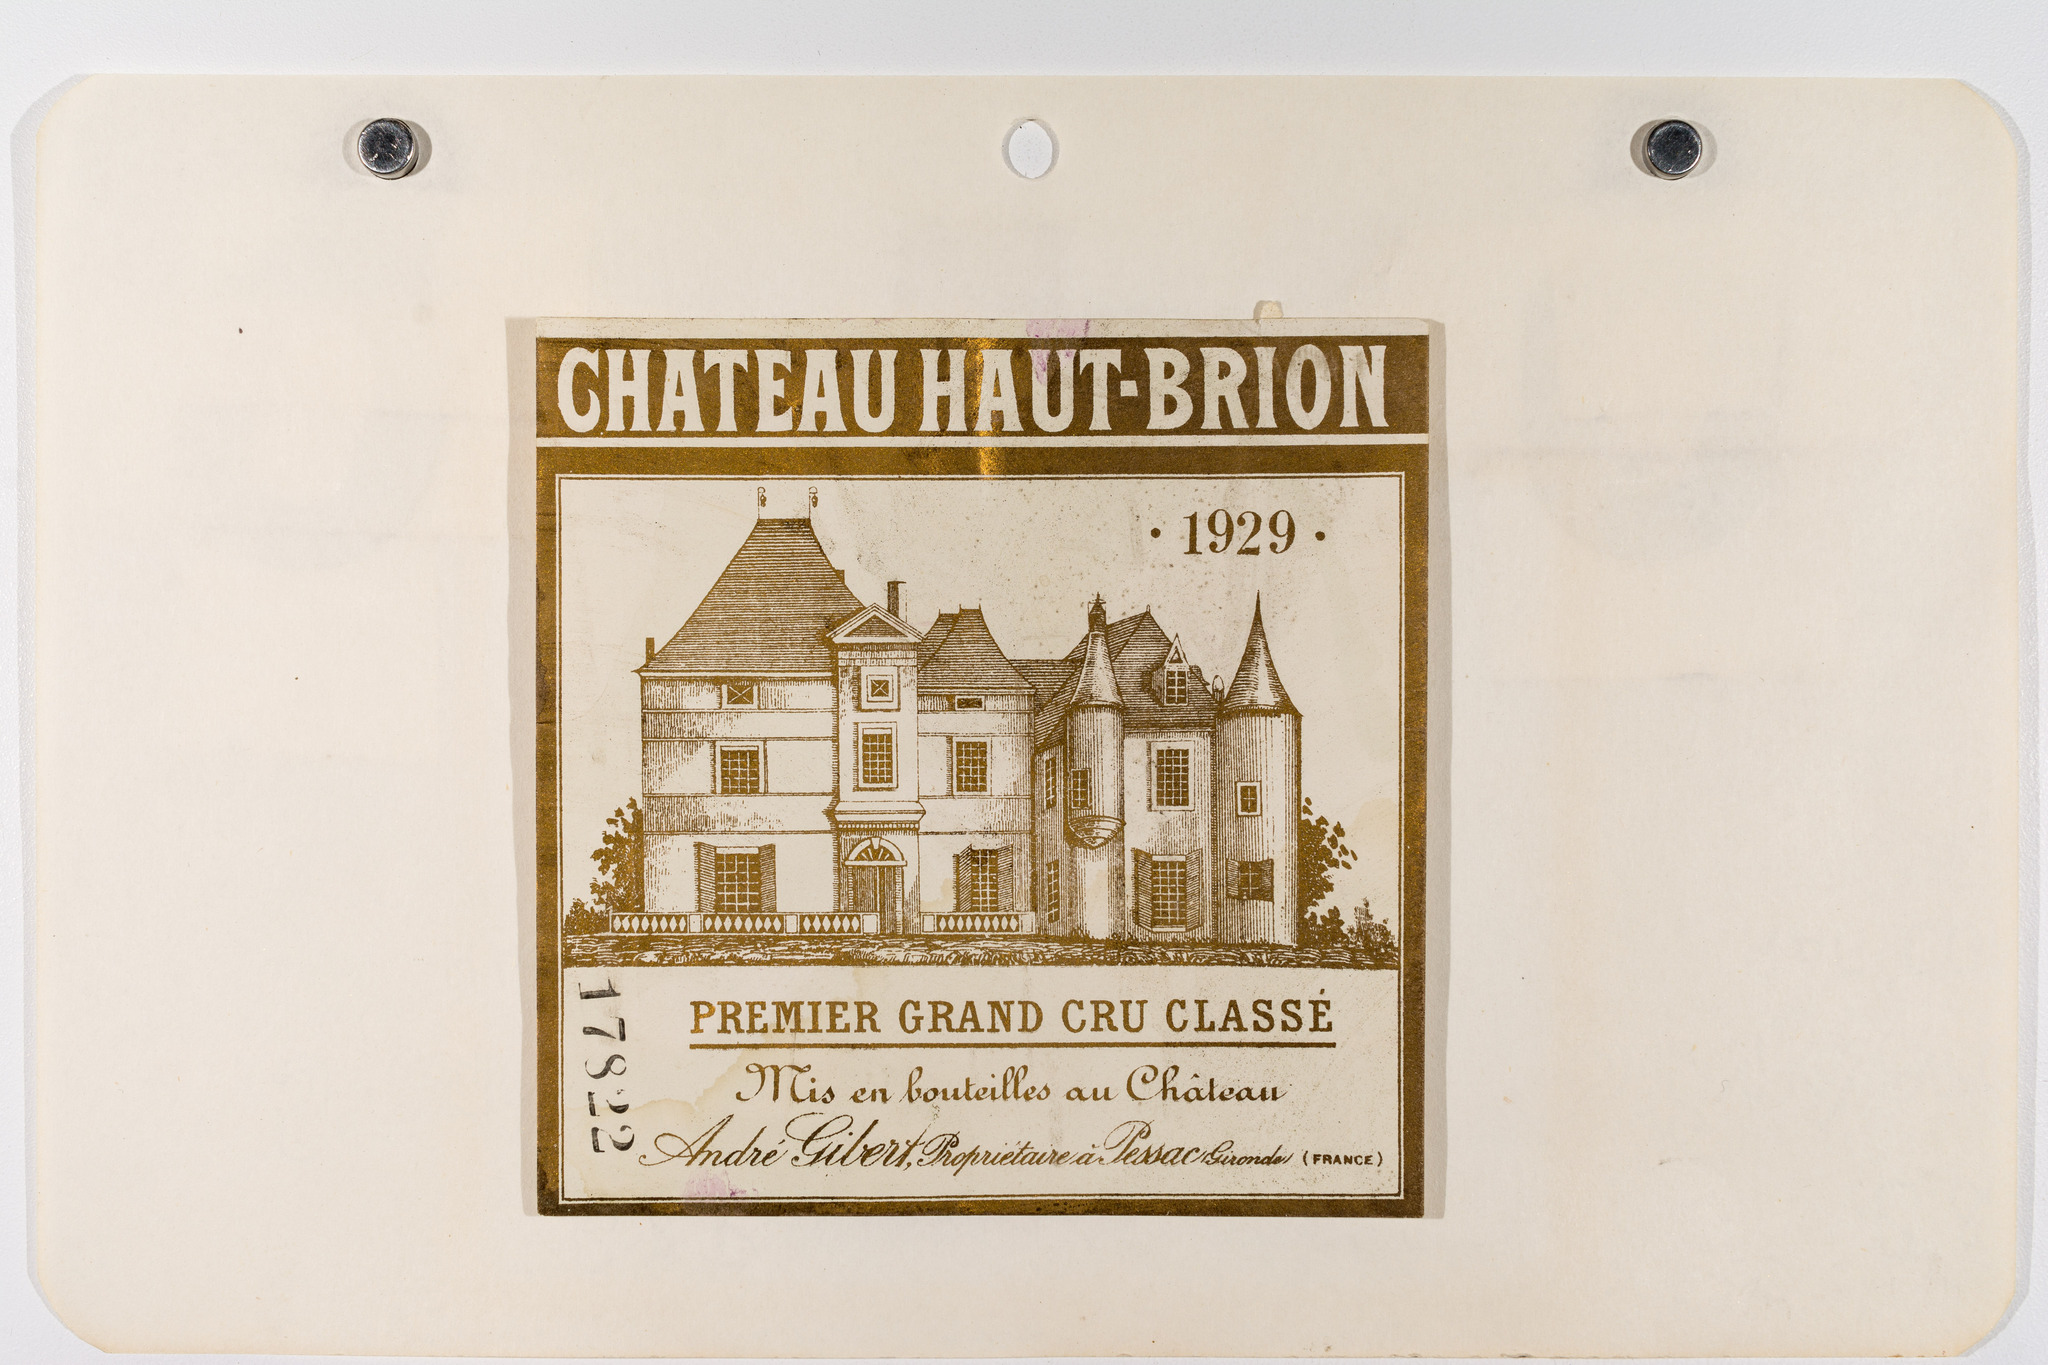 CHATEAU HAUT-BRION
· 1929 ·
PREMIER GRAND CRU CLASSÉ
Mis en bouteilles au Château
André Gibert, Propriétaire à Pessac (Gironde) (FRANCE)
17822